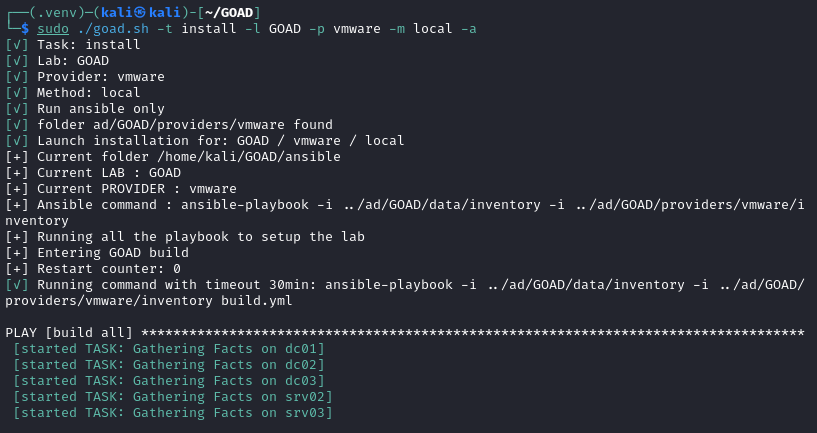 ┌──(.venv)─(kali㉿kali)-[~/GOAD]
└─$ sudo ./goad.sh -t install -l GOAD -p vmware -m local -a
[√] Task: install
[√] Lab: GOAD
[√] Provider: vmware
[√] Method: local
[√] Run ansible only
[√] folder ad/GOAD/providers/vmware found
[√] Launch installation for: GOAD / vmware / local
[+] Current folder /home/kali/GOAD/ansible
[+] Current LAB : GOAD
[+] Current PROVIDER : vmware
[+] Ansible command : ansible-playbook -i ../ad/GOAD/data/inventory -i ../ad/GOAD/providers/vmware/i
nventory
[+] Running all the playbook to setup the lab
[+] Entering GOAD build
[+] Restart counter: 0
[√] Running command with timeout 30min: ansible-playbook -i ../ad/GOAD/data/inventory -i ../ad/GOAD/
providers/vmware/inventory build.yml
PLAY [build all] ***********************************************************************************
[started TASK: Gathering Facts on dc01]
[started TASK: Gathering Facts on dc02]
[started TASK: Gathering Facts on dc03]
[started TASK: Gathering Facts on srv02]
[started TASK: Gathering Facts on srv03]